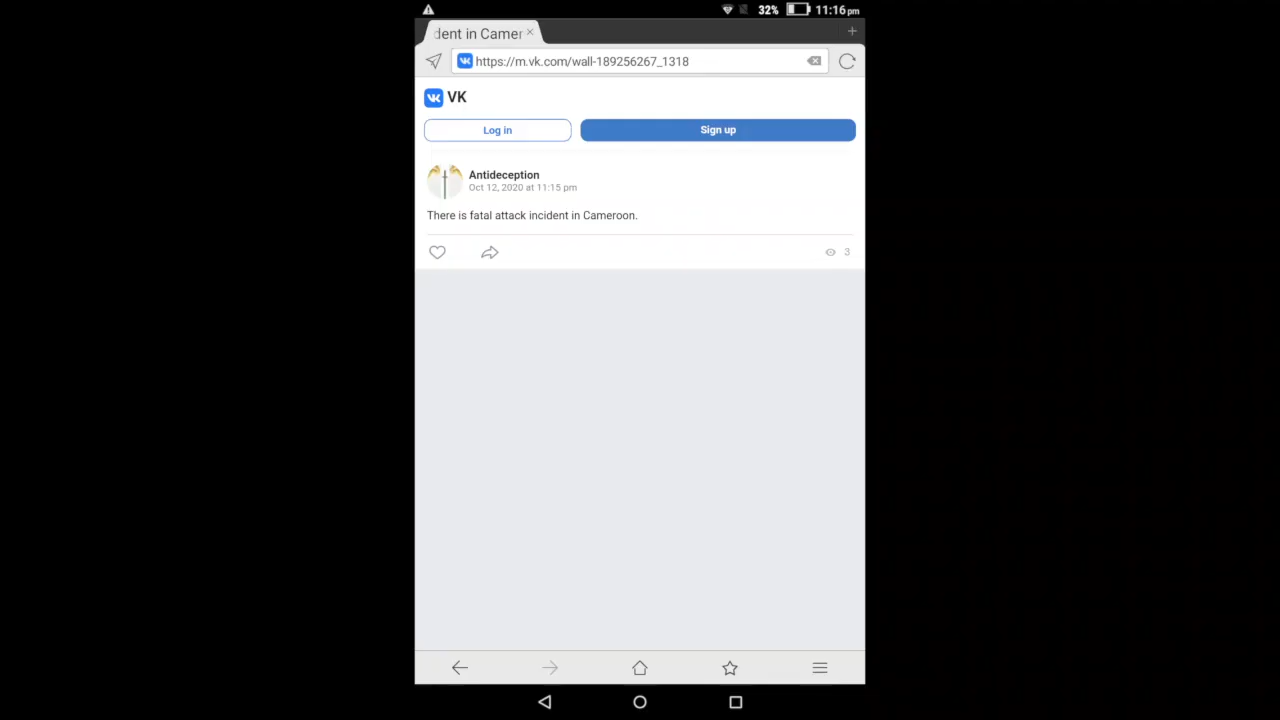 32% 11:16 pm
dent in Camer
https://m.vk.com/wall-189256267_1318
VK
Log in
Sign up
Antideception
Oct 12, 2020 at 11:15 pm
There is fatal attack incident in Cameroon.
3